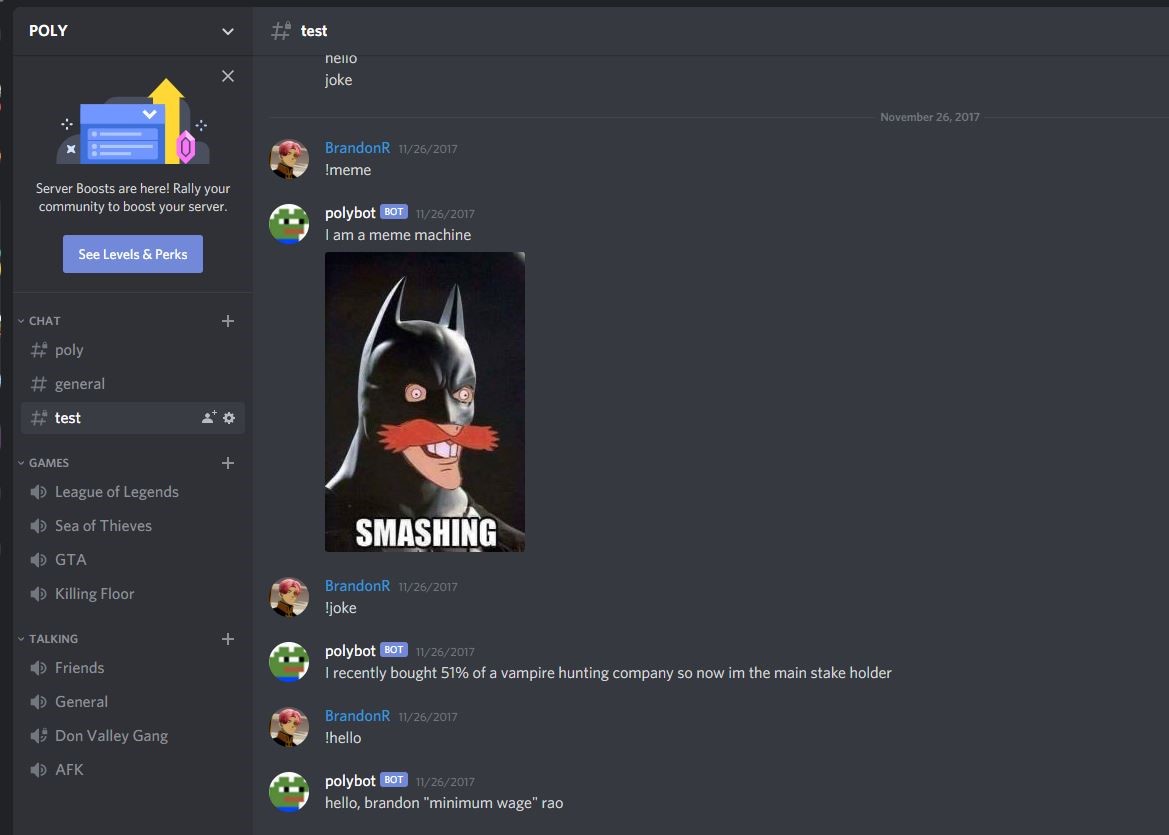 POLY
Server Boosts are here! Rally your
community to boost your server.
See Levels & Perks
CHAT
poly
general
test
GAMES
League of Legends
Sea of Thieves
GTA
Killing Floor
TALKING
Friends
General
Don Valley Gang
AFK
test
hello
joke
November 26, 2017
BrandonR 11/26/2017
!meme
polybot BOT 11/26/2017
I am a meme machine
SMASHING
BrandonR 11/26/2017
!joke
polybot BOT 11/26/2017
I recently bought 51% of a vampire hunting company so now im the main stake holder
BrandonR 11/26/2017
!hello
polybot BOT 11/26/2017
hello, brandon "minimum wage" rao